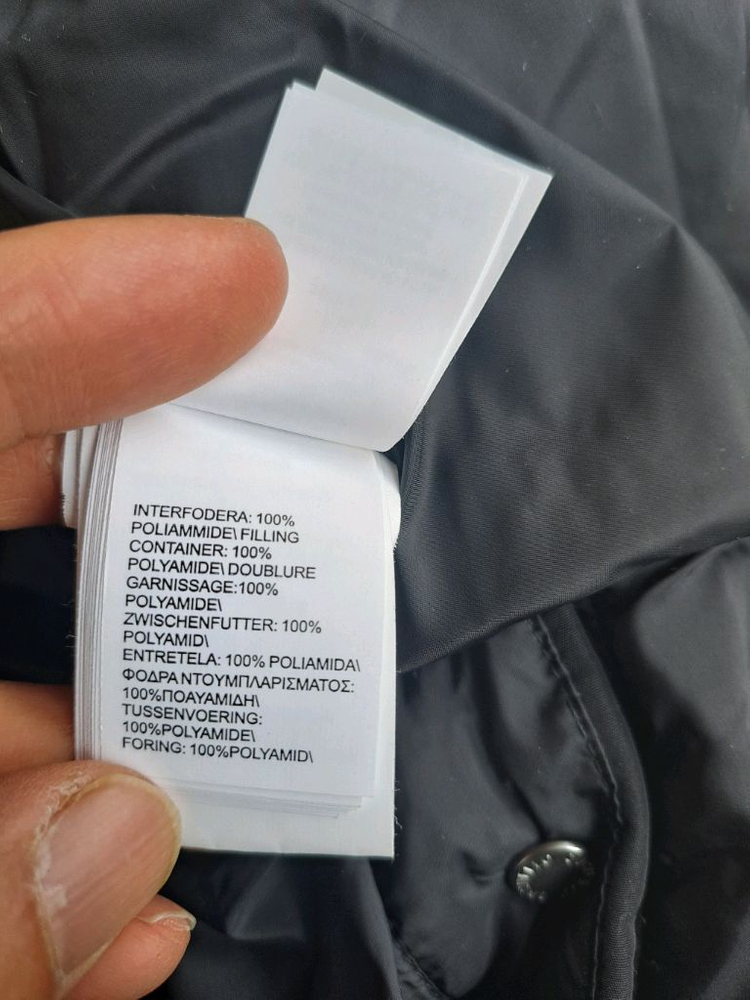 INTERFODERA: 100%
POLIAMMIDE\ FILLING
CONTAINER: 100%
POLYAMIDE\ DOUBLURE
GARNISSAGE:100%
POLYAMIDE\
ZWISCHENFUTTER: 100%
POLYAMID\
ENTRETELA: 100% POLIAMIDA\
ΦΟΔΡΑ ΝΤΟΥΜΠΛΑΡΙΣΜΑΤΟΣ:
100%ΠΟΛΥΑΜΙΔΗ\
TUSSENVOERING:
100%POLYAMIDE\
FORING: 100%POLYAMID\